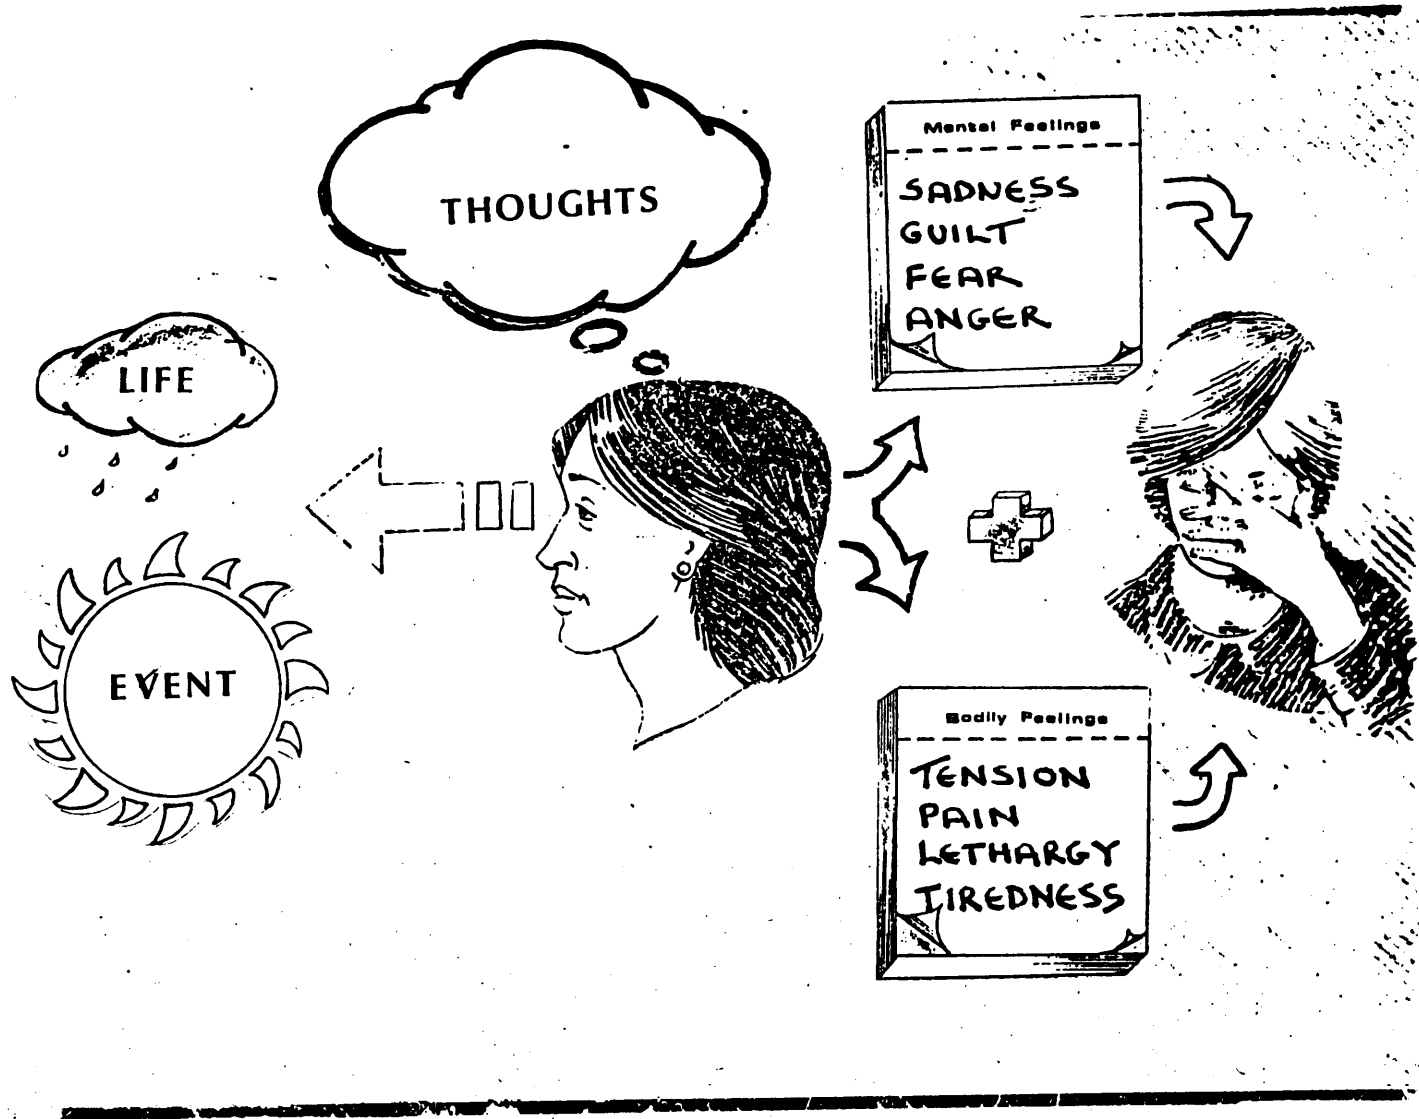 THOUGHTS
LIFE
EVENT
Mental Feelings
SADNESS
GUILT
FEAR
ANGER
Bodily Feelings
TENSION
PAIN
LETHARGY
TIREDNESS